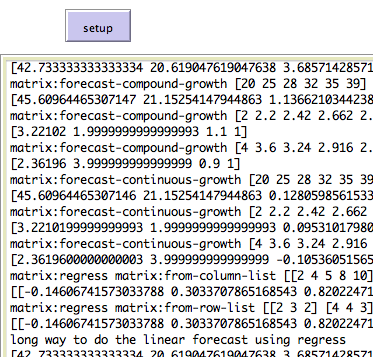 setup
[42.733333333333334 20.619047619047638 3.68571428571
matrix:forecast-compound-growth [20 25 28 32 35 39]
[45.60964465307147 21.15254147944863 1.1366210344238
matrix:forecast-compound-growth [2 2.2 2.42 2.662 2.
[3.22102 1.9999999999999993 1.1 1]
matrix:forecast-compound-growth [4 3.6 3.24 2.916 2.
[2.36196 3.999999999999999 0.9 1]
matrix:forecast-continuous-growth [20 25 28 32 35 39
[45.60964465307146 21.15254147944863 0.1280598561533
matrix:forecast-continuous-growth [2 2.2 2.42 2.662
[3.2210199999999993 1.9999999999999993 0.09531017980
matrix:forecast-continuous-growth [4 3.6 3.24 2.916
[2.3619600000000003 3.9999999999999999 -0.10536051565
matrix:regress matrix:from-column-list [[2 4 5 8 10]
[[-0.14606741573033788 0.3033707865168543 0.82022471
matrix:regress matrix:from-row-list [[2 3 2] [4 4 3]
[[-0.14606741573033788 0.3033707865168543 0.82022471
long way to do the linear forecast using regress
[42.733333333333334 20.619047619047638 3.68571428571